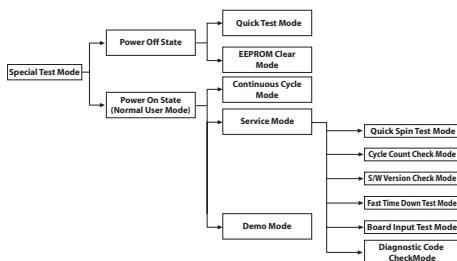 Special Test Mode
Power Off State
Quick Test Mode
EEPROM Clear
Mode
Power On State
(Normal User Mode)
Continuous Cycle
Mode
Service Mode
Quick Spin Test Mode
Cycle Count Check Mode
S/W Version Check Mode
Fast Time Down Test Mode
Board Input Test Mode
Diagnostic Code
CheckMode
Demo Mode